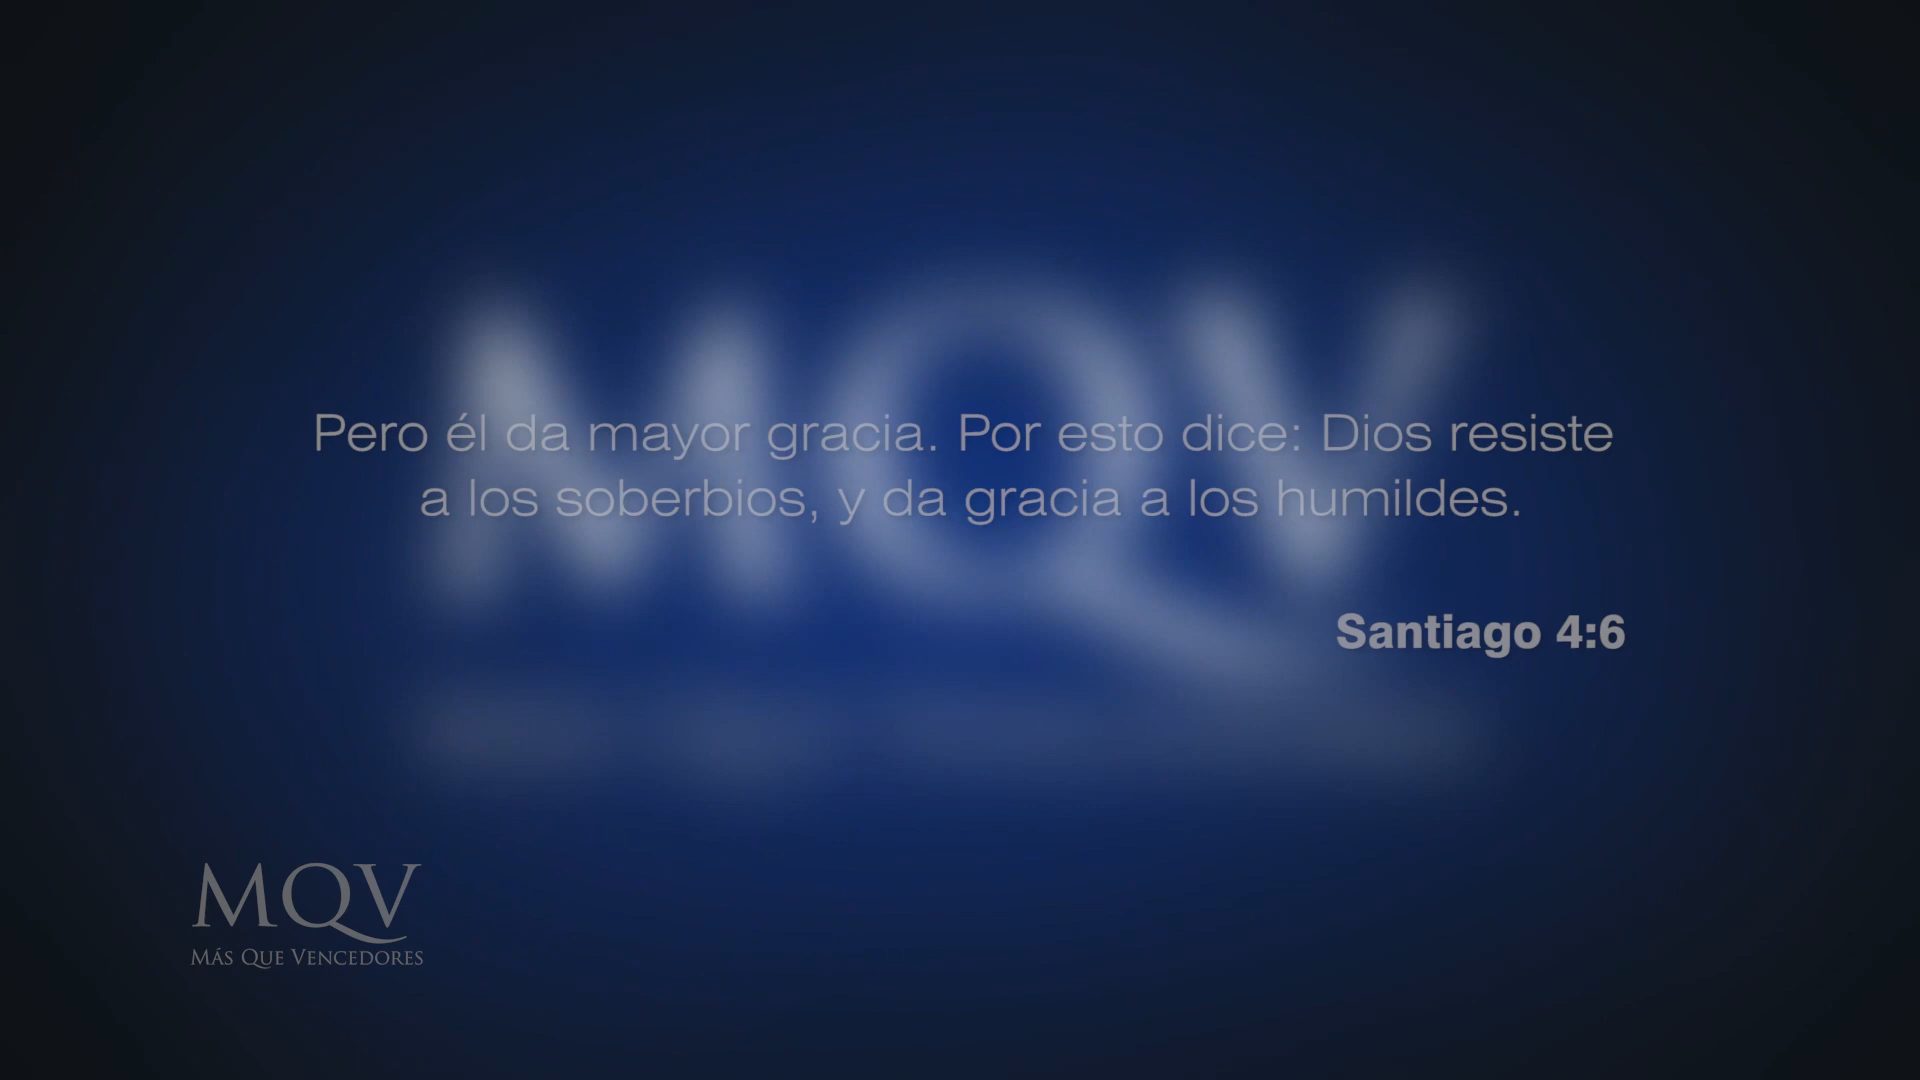 MQV
Pero él da mayor gracia. Por esto dice: Dios resiste
a los soberbios, y da gracia a los humildes.
Santiago 4:6
MQV
MÁS QUE VENCEDORES